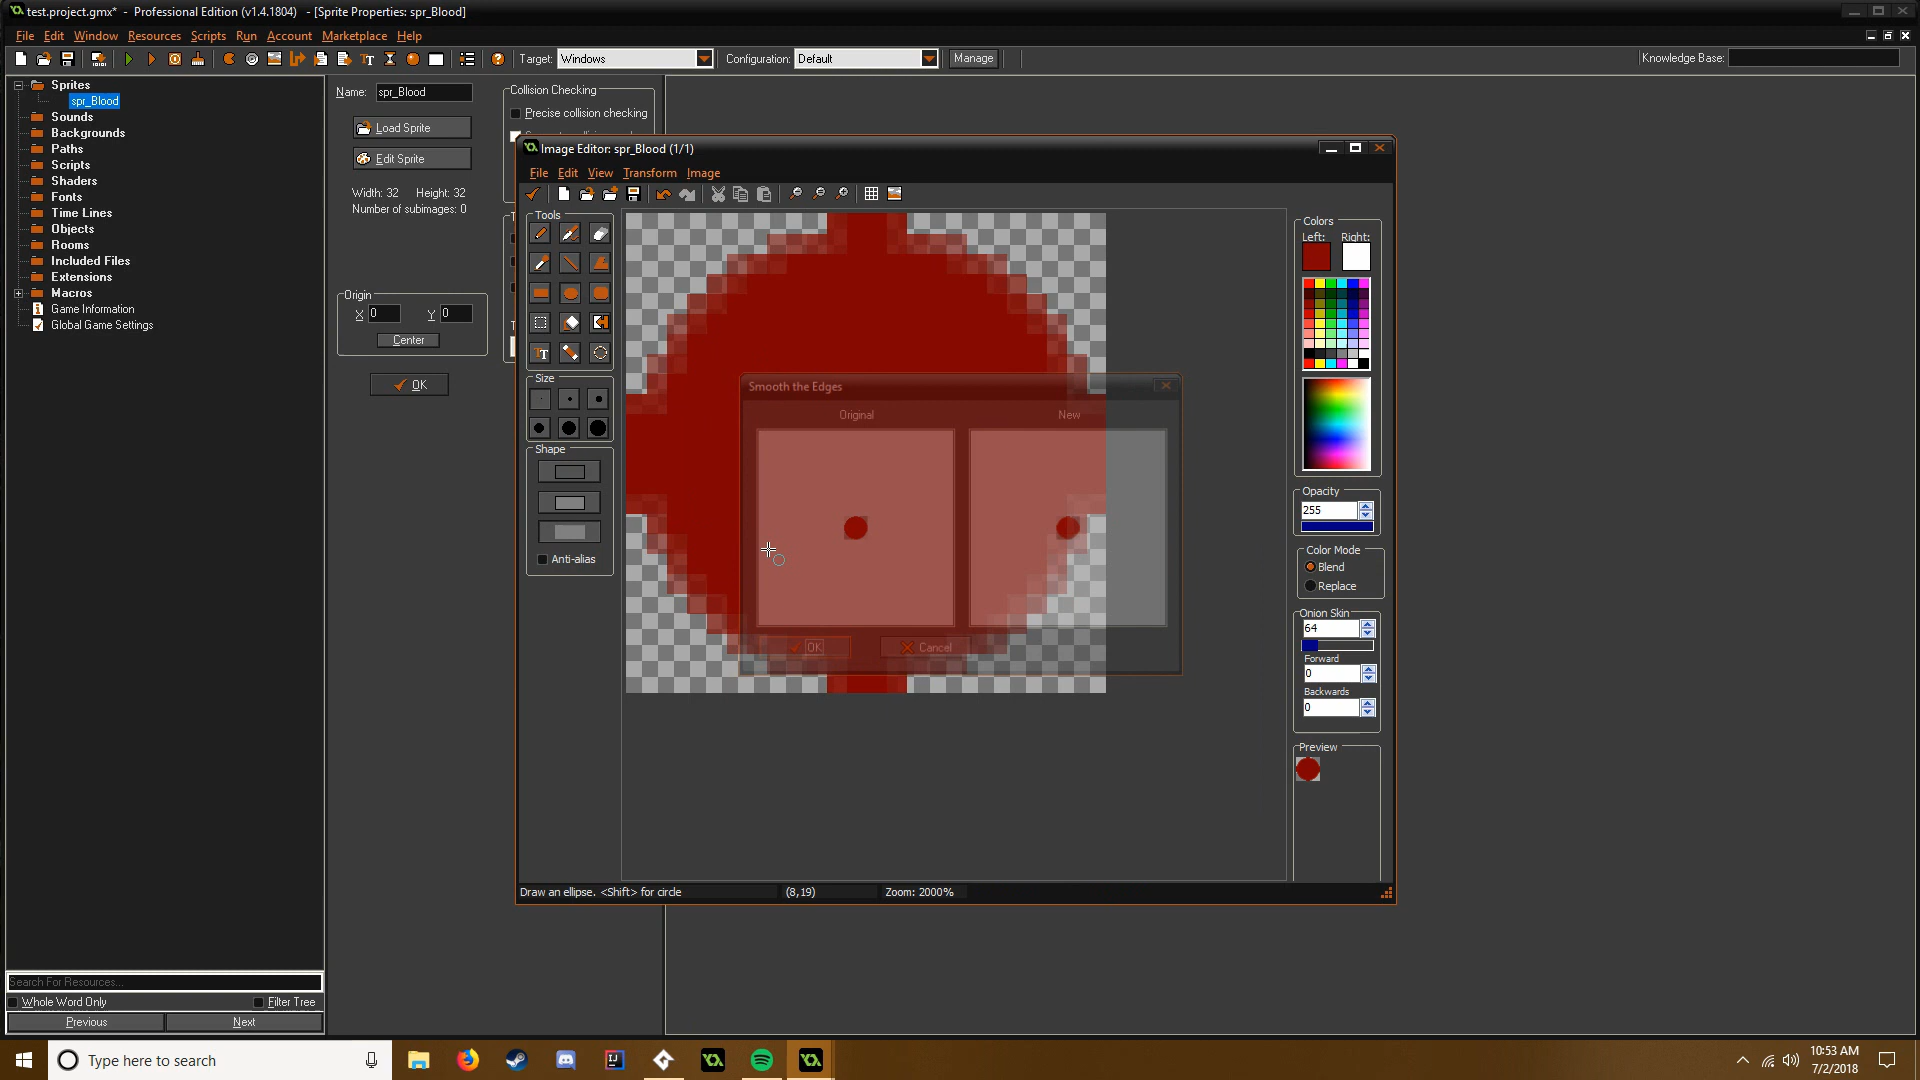 test.project.gmx* - Professional Edition (v1.4.1804) - [Sprite Properties: spr_Blood]
File Edit Window Resources Scripts Run Account Marketplace Help
Target: Windows Configuration: Default Manage Knowledge Base:
Sprites
spr_Blood
Sounds
Backgrounds
Paths
Scripts
Shaders
Fonts
Time Lines
Objects
Rooms
Included Files
Extensions
Macros
Game Information
Global Game Settings
Search For Resources...
Whole Word Only Filter Tree
Previous Next
Name: spr_Blood
Load Sprite
Edit Sprite
Width: 32 Height: 32
Number of subimages: 0
Origin
X 0 Y 0
Center
OK
Collision Checking
Precise collision checking
Image Editor: spr_Blood (1/1)
File Edit View Transform Image
Tools
Size
Shape
Anti-alias
Smooth the Edges
Original New
OK Cancel
Colors
Left: Right:
Opacity
255
Color Mode
Blend
Replace
Onion Skin
64
Forward
0
Backwards
0
Preview
Draw an ellipse. <Shift> for circle (8,19) Zoom: 2000%
Type here to search
10:53 AM
7/2/2018